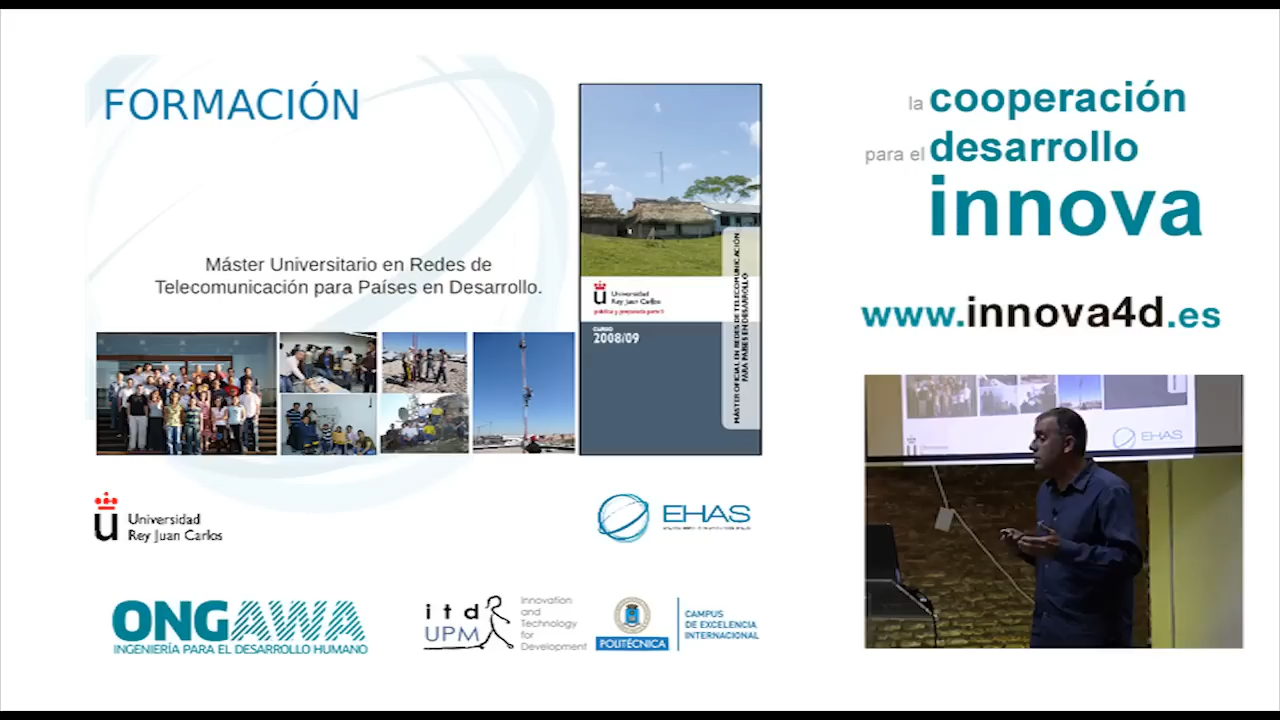 FORMACIÓN
Máster Universitario en Redes de
Telecomunicación para Países en Desarrollo.
Universidad
Rey Juan Carlos
CURSO
2008/09
MÁSTER OFICIAL EN REDES DE TELECOMUNICACIÓN
PARA PAÍSES EN DESARROLLO
Universidad
Rey Juan Carlos
EHAS
ONGAWA
INGENIERÍA PARA EL DESARROLLO HUMANO
itd
UPM
Innovation
and
Technology
for
Development
POLITÉCNICA
CAMPUS
DE EXCELENCIA
INTERNACIONAL
la cooperación
para el desarrollo
innova
www.innova4d.es
EHAS